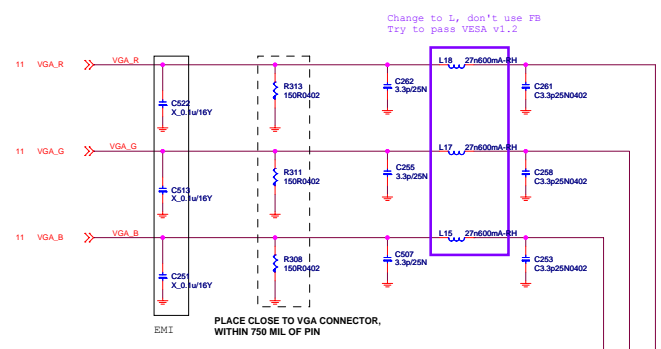 Change to L, don't use FB
Try to pass VESA v1.2
11 VGA_R VGA_R
L18 27n600mA-RH
R313
150R0402
C262
3.3p/25N
C261
C3.3p25N0402
C522
X_0.1u/16Y
11 VGA_G VGA_G
L17 27n600mA-RH
R311
150R0402
C255
3.3p/25N
C258
C3.3p25N0402
C513
X_0.1u/16Y
11 VGA_B VGA_B
L15 27n600mA-RH
R308
150R0402
C507
3.3p/25N
C253
C3.3p25N0402
C251
X_0.1u/16Y
EMI
PLACE CLOSE TO VGA CONNECTOR,
WITHIN 750 MIL OF PIN